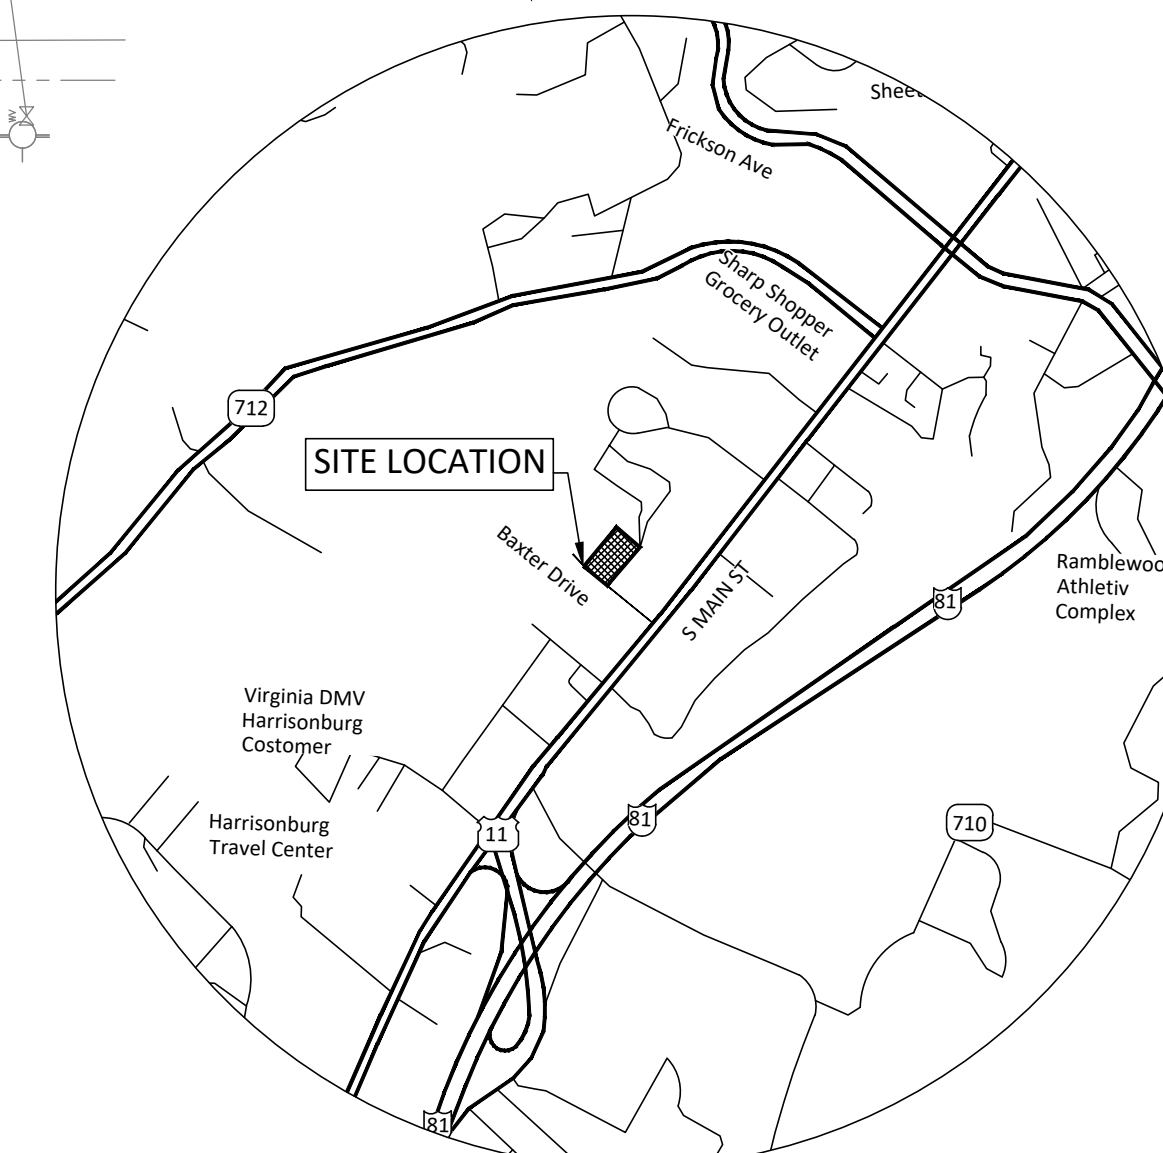 WV
Sheet
Frickson Ave
Sharp Shopper
Grocery Outlet
712
SITE LOCATION
Baxter Drive
S MAIN ST
Ramblewoo
Athletiv
Complex
81
Virginia DMV
Harrisonburg
Costomer
Harrisonburg
Travel Center
81
11
710
81